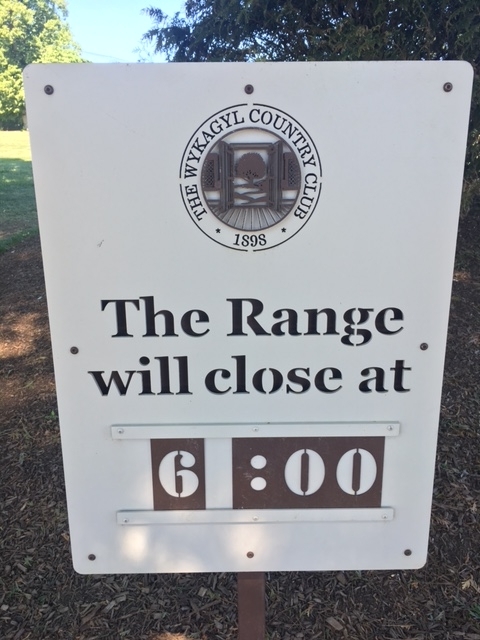 THE WYKAGYL COUNTRY CLUB
1898
The Range
will close at
6:00